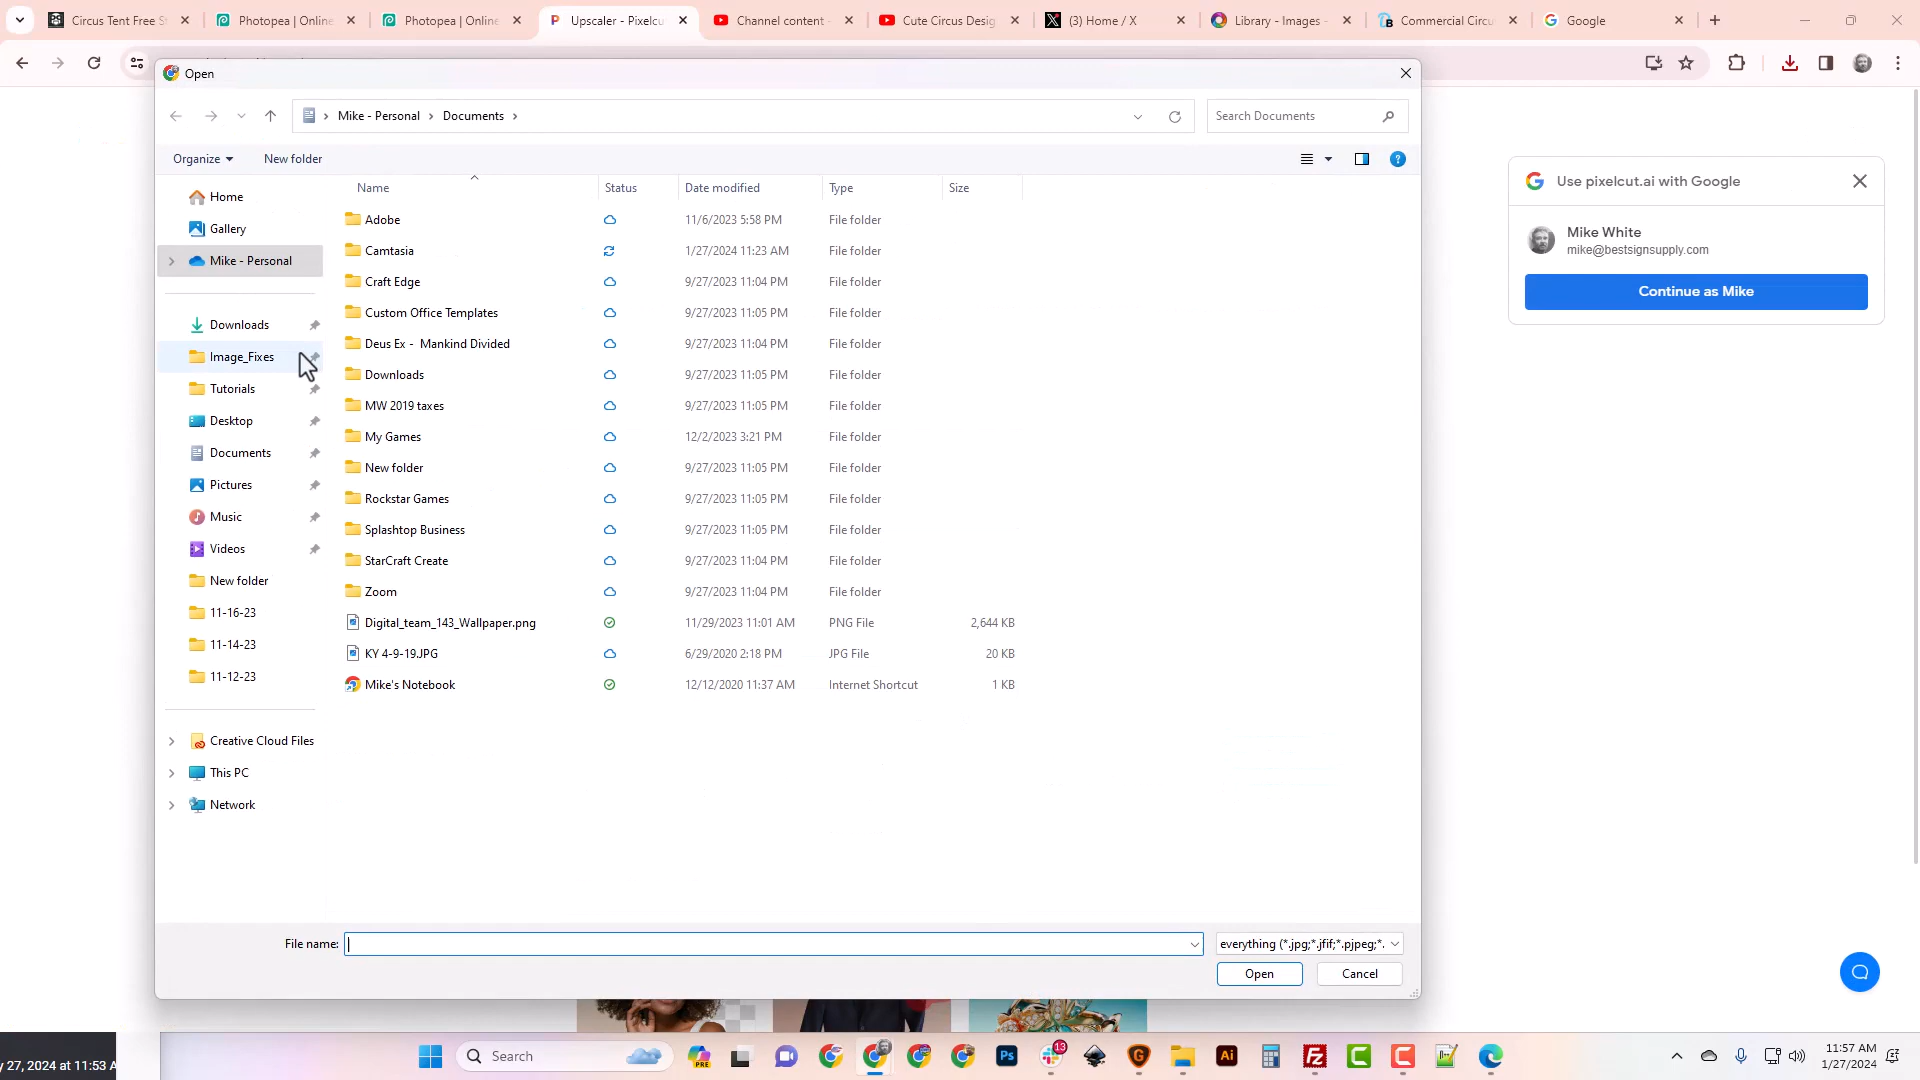 Circus Tent Free S
Photopea | Online
Photopea | Online
Upscaler - Pixelcu
Channel content -
Cute Circus Desig
(3) Home / X
Library - Images -
Commercial Circu
Google
Open
Mike - Personal > Documents >
Search Documents
Organize
New folder
Name Status Date modified Type Size
Home
Gallery
Mike - Personal
Downloads
Image_Fixes
Tutorials
Desktop
Documents
Pictures
Music
Videos
New folder
11-16-23
11-14-23
11-12-23
Creative Cloud Files
This PC
Network
Adobe 11/6/2023 5:58 PM File folder
Camtasia 1/27/2024 11:23 AM File folder
Craft Edge 9/27/2023 11:04 PM File folder
Custom Office Templates 9/27/2023 11:05 PM File folder
Deus Ex - Mankind Divided 9/27/2023 11:04 PM File folder
Downloads 9/27/2023 11:05 PM File folder
MW 2019 taxes 9/27/2023 11:05 PM File folder
My Games 12/2/2023 3:21 PM File folder
New folder 9/27/2023 11:05 PM File folder
Rockstar Games 9/27/2023 11:05 PM File folder
Splashtop Business 9/27/2023 11:05 PM File folder
StarCraft Create 9/27/2023 11:04 PM File folder
Zoom 9/27/2023 11:04 PM File folder
Digital_team_143_Wallpaper.png 11/29/2023 11:01 AM PNG File 2,644 KB
KY 4-9-19.JPG 6/29/2020 2:18 PM JPG File 20 KB
Mike's Notebook 12/12/2020 11:37 AM Internet Shortcut 1 KB
File name:
everything (*.jpg;*.jfif;*.pjpeg;*.
Open
Cancel
Use pixelcut.ai with Google
Mike White
mike@bestsignsupply.com
Continue as Mike
y 27, 2024 at 11:53 A
Search
PRE
Ps
13
Ai
11:57 AM
1/27/2024